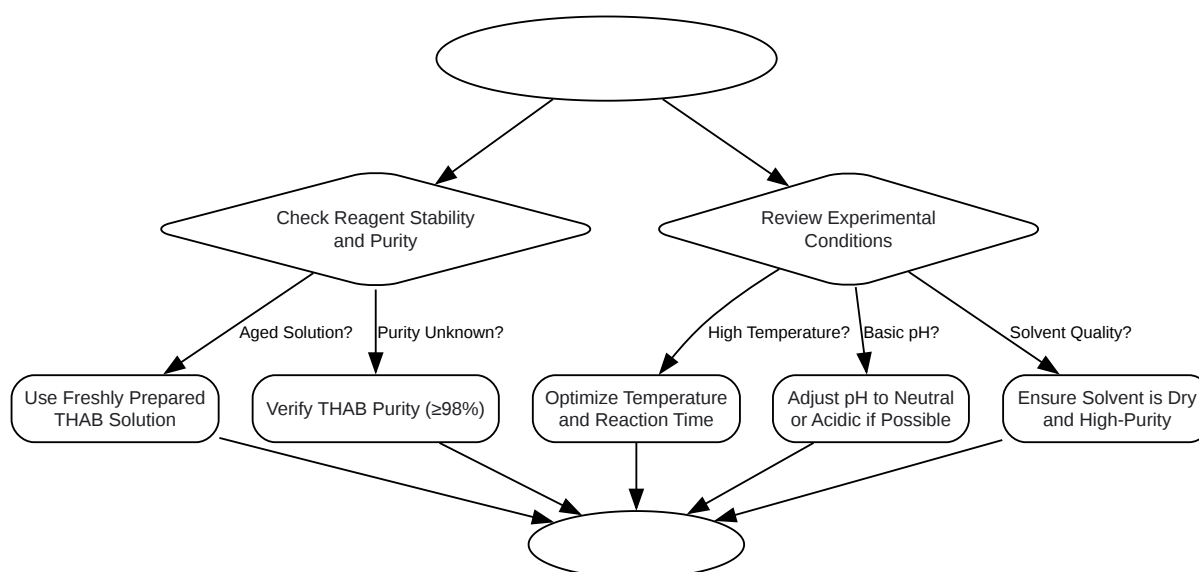 Check Reagent Stability
and Purity
Review Experimental
Conditions
Aged Solution?
Purity Unknown?
High Temperature?
Basic pH?
Solvent Quality?
Use Freshly Prepared
THAB Solution
Verify THAB Purity (≥98%)
Optimize Temperature
and Reaction Time
Adjust pH to Neutral
or Acidic if Possible
Ensure Solvent is Dry
and High-Purity